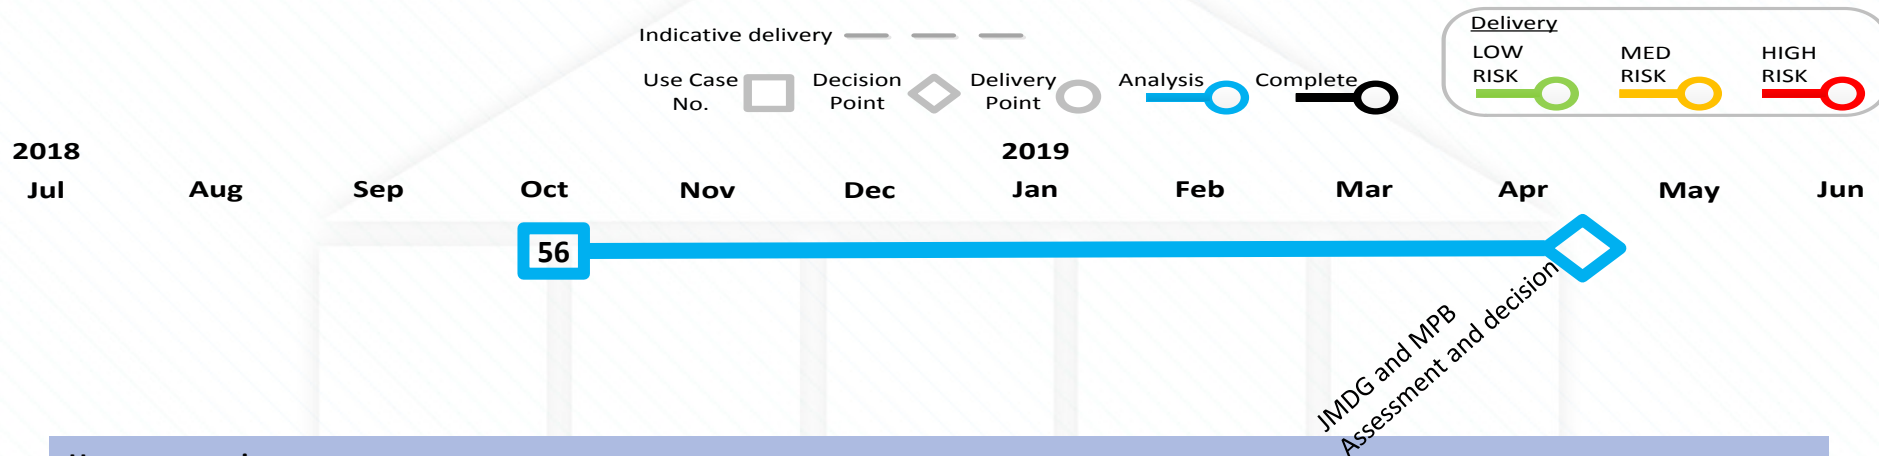 Indicative delivery
Use Case
No.
Decision
Point
Delivery
Point
Analysis
Complete
Delivery
LOW
RISK
MED
RISK
HIGH
RISK
2018
2019
Jul Aug Sep Oct Nov Dec Jan Feb Mar Apr May Jun
56
JMDG and MPB
Assessment and decision